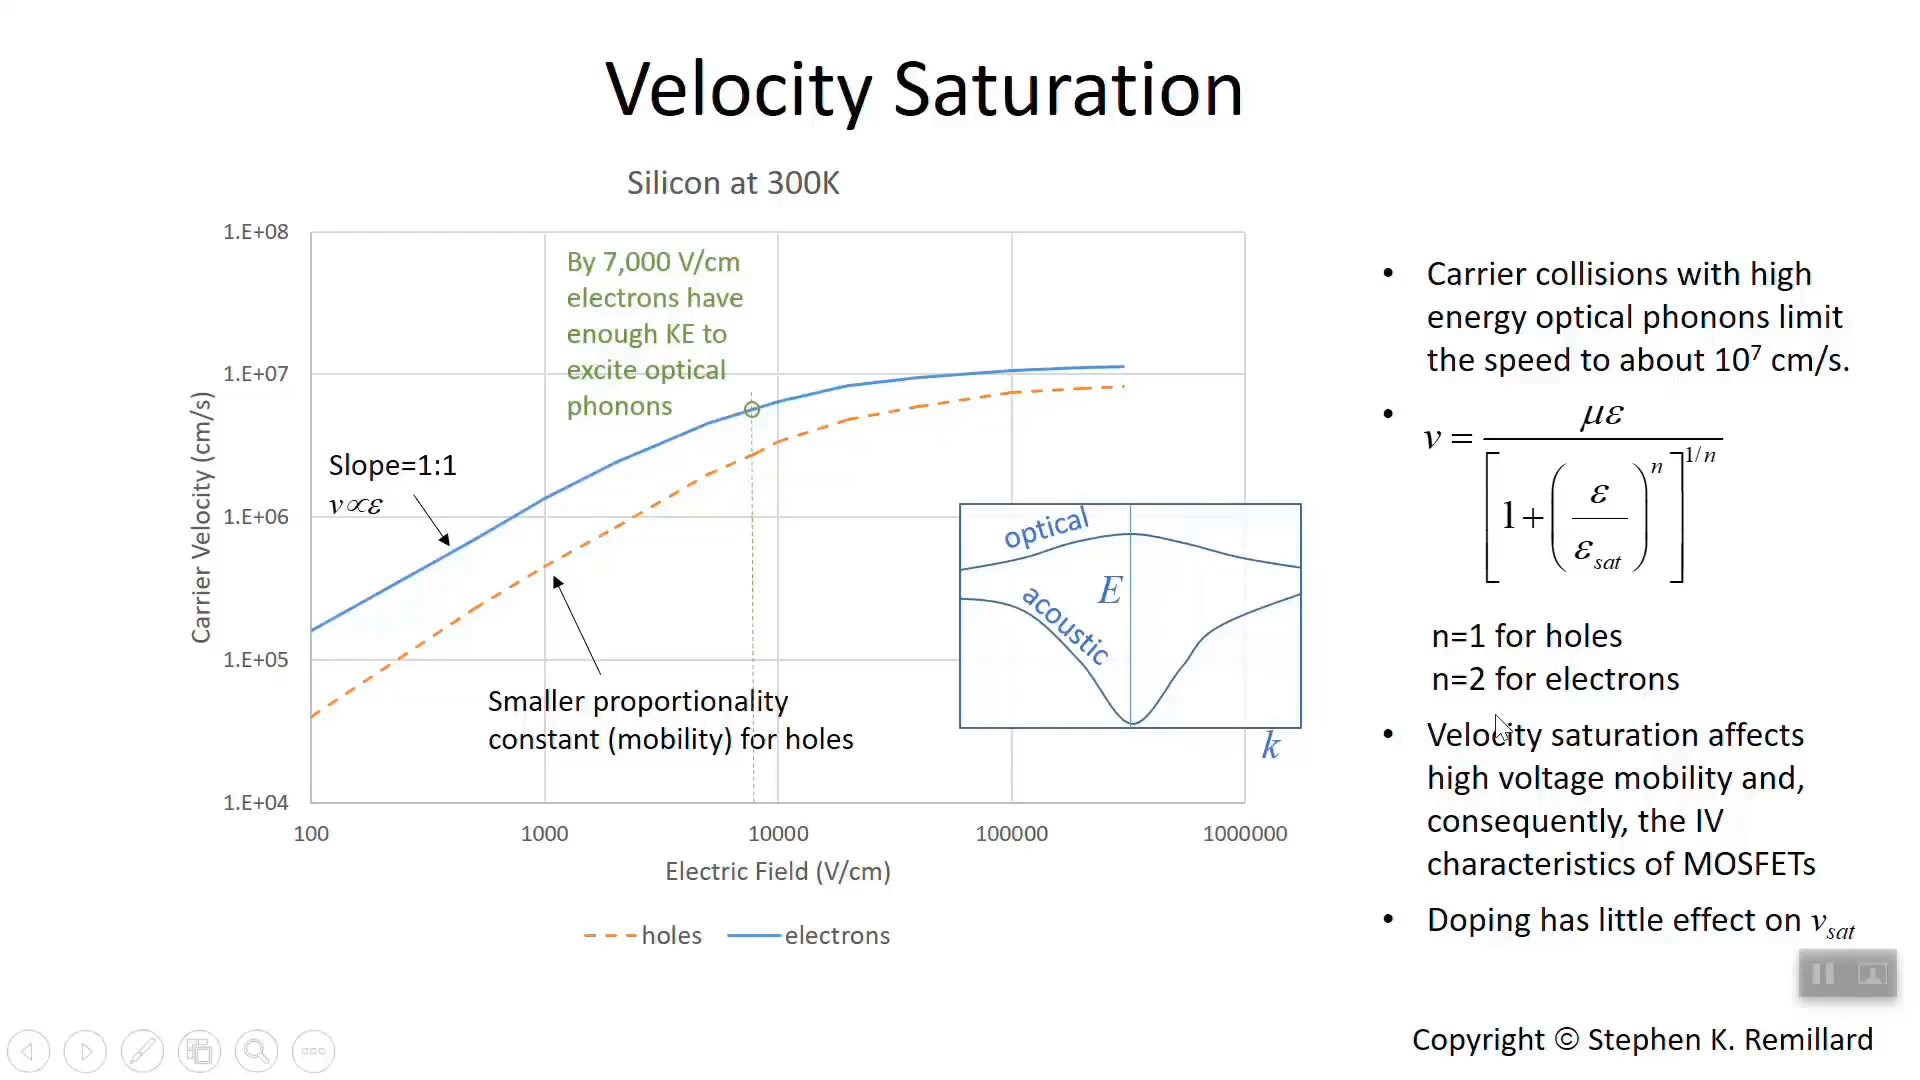 Velocity Saturation
Silicon at 300K
1.E+08
1.E+07
1.E+06
1.E+05
1.E+04
Carrier Velocity (cm/s)
By 7,000 V/cm
electrons have
enough KE to
excite optical
phonons
Slope=1:1
v∝ε
Smaller proportionality
constant (mobility) for holes
optical
acoustic
E
k
100 1000 10000 100000 1000000
Electric Field (V/cm)
holes electrons
• Carrier collisions with high
energy optical phonons limit
the speed to about 10⁷ cm/s.
• v = με / [1+(ε/ε_sat)^n]^1/n
n=1 for holes
n=2 for electrons
• Velocity saturation affects
high voltage mobility and,
consequently, the IV
characteristics of MOSFETs
• Doping has little effect on v_sat
Copyright © Stephen K. Remillard